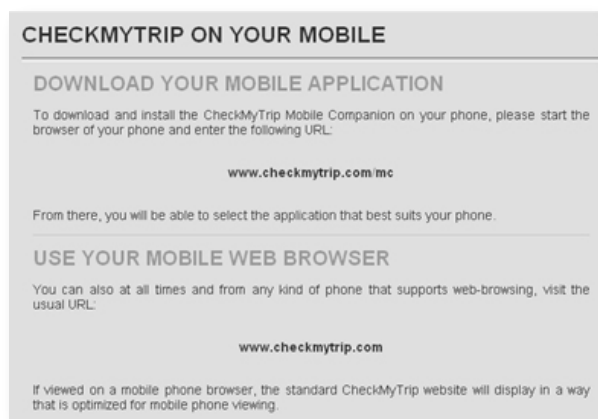 CHECKMYTRIP ON YOUR MOBILE
DOWNLOAD YOUR MOBILE APPLICATION
To download and install the CheckMyTrip Mobile Companion on your phone, please start the
browser of your phone and enter the following URL:
www.checkmytrip.com/mc
From there, you will be able to select the application that best suits your phone.
USE YOUR MOBILE WEB BROWSER
You can also at all times and from any kind of phone that supports web-browsing, visit the
usual URL:
www.checkmytrip.com
If viewed on a mobile phone browser, the standard CheckMyTrip website will display in a way
that is optimized for mobile phone viewing.